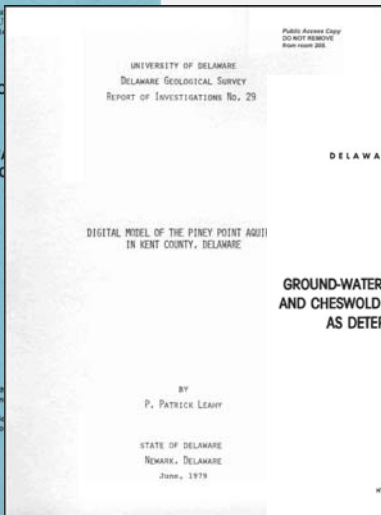 UNIVERSITY OF DELAWARE
DELAWARE GEOLOGICAL SURVEY
REPORT OF INVESTIGATIONS No. 29
DIGITAL MODEL OF THE PINEY POINT AQUI
IN KENT COUNTY, DELAWARE
BY
P. PATRICK LEAHY
STATE OF DELAWARE
NEWARK, DELAWARE
June, 1979
Public Access Copy
DO NOT REMOVE
from room 208.
DELAWA
GROUND-WATER
AND CHESWOLD
AS DETER